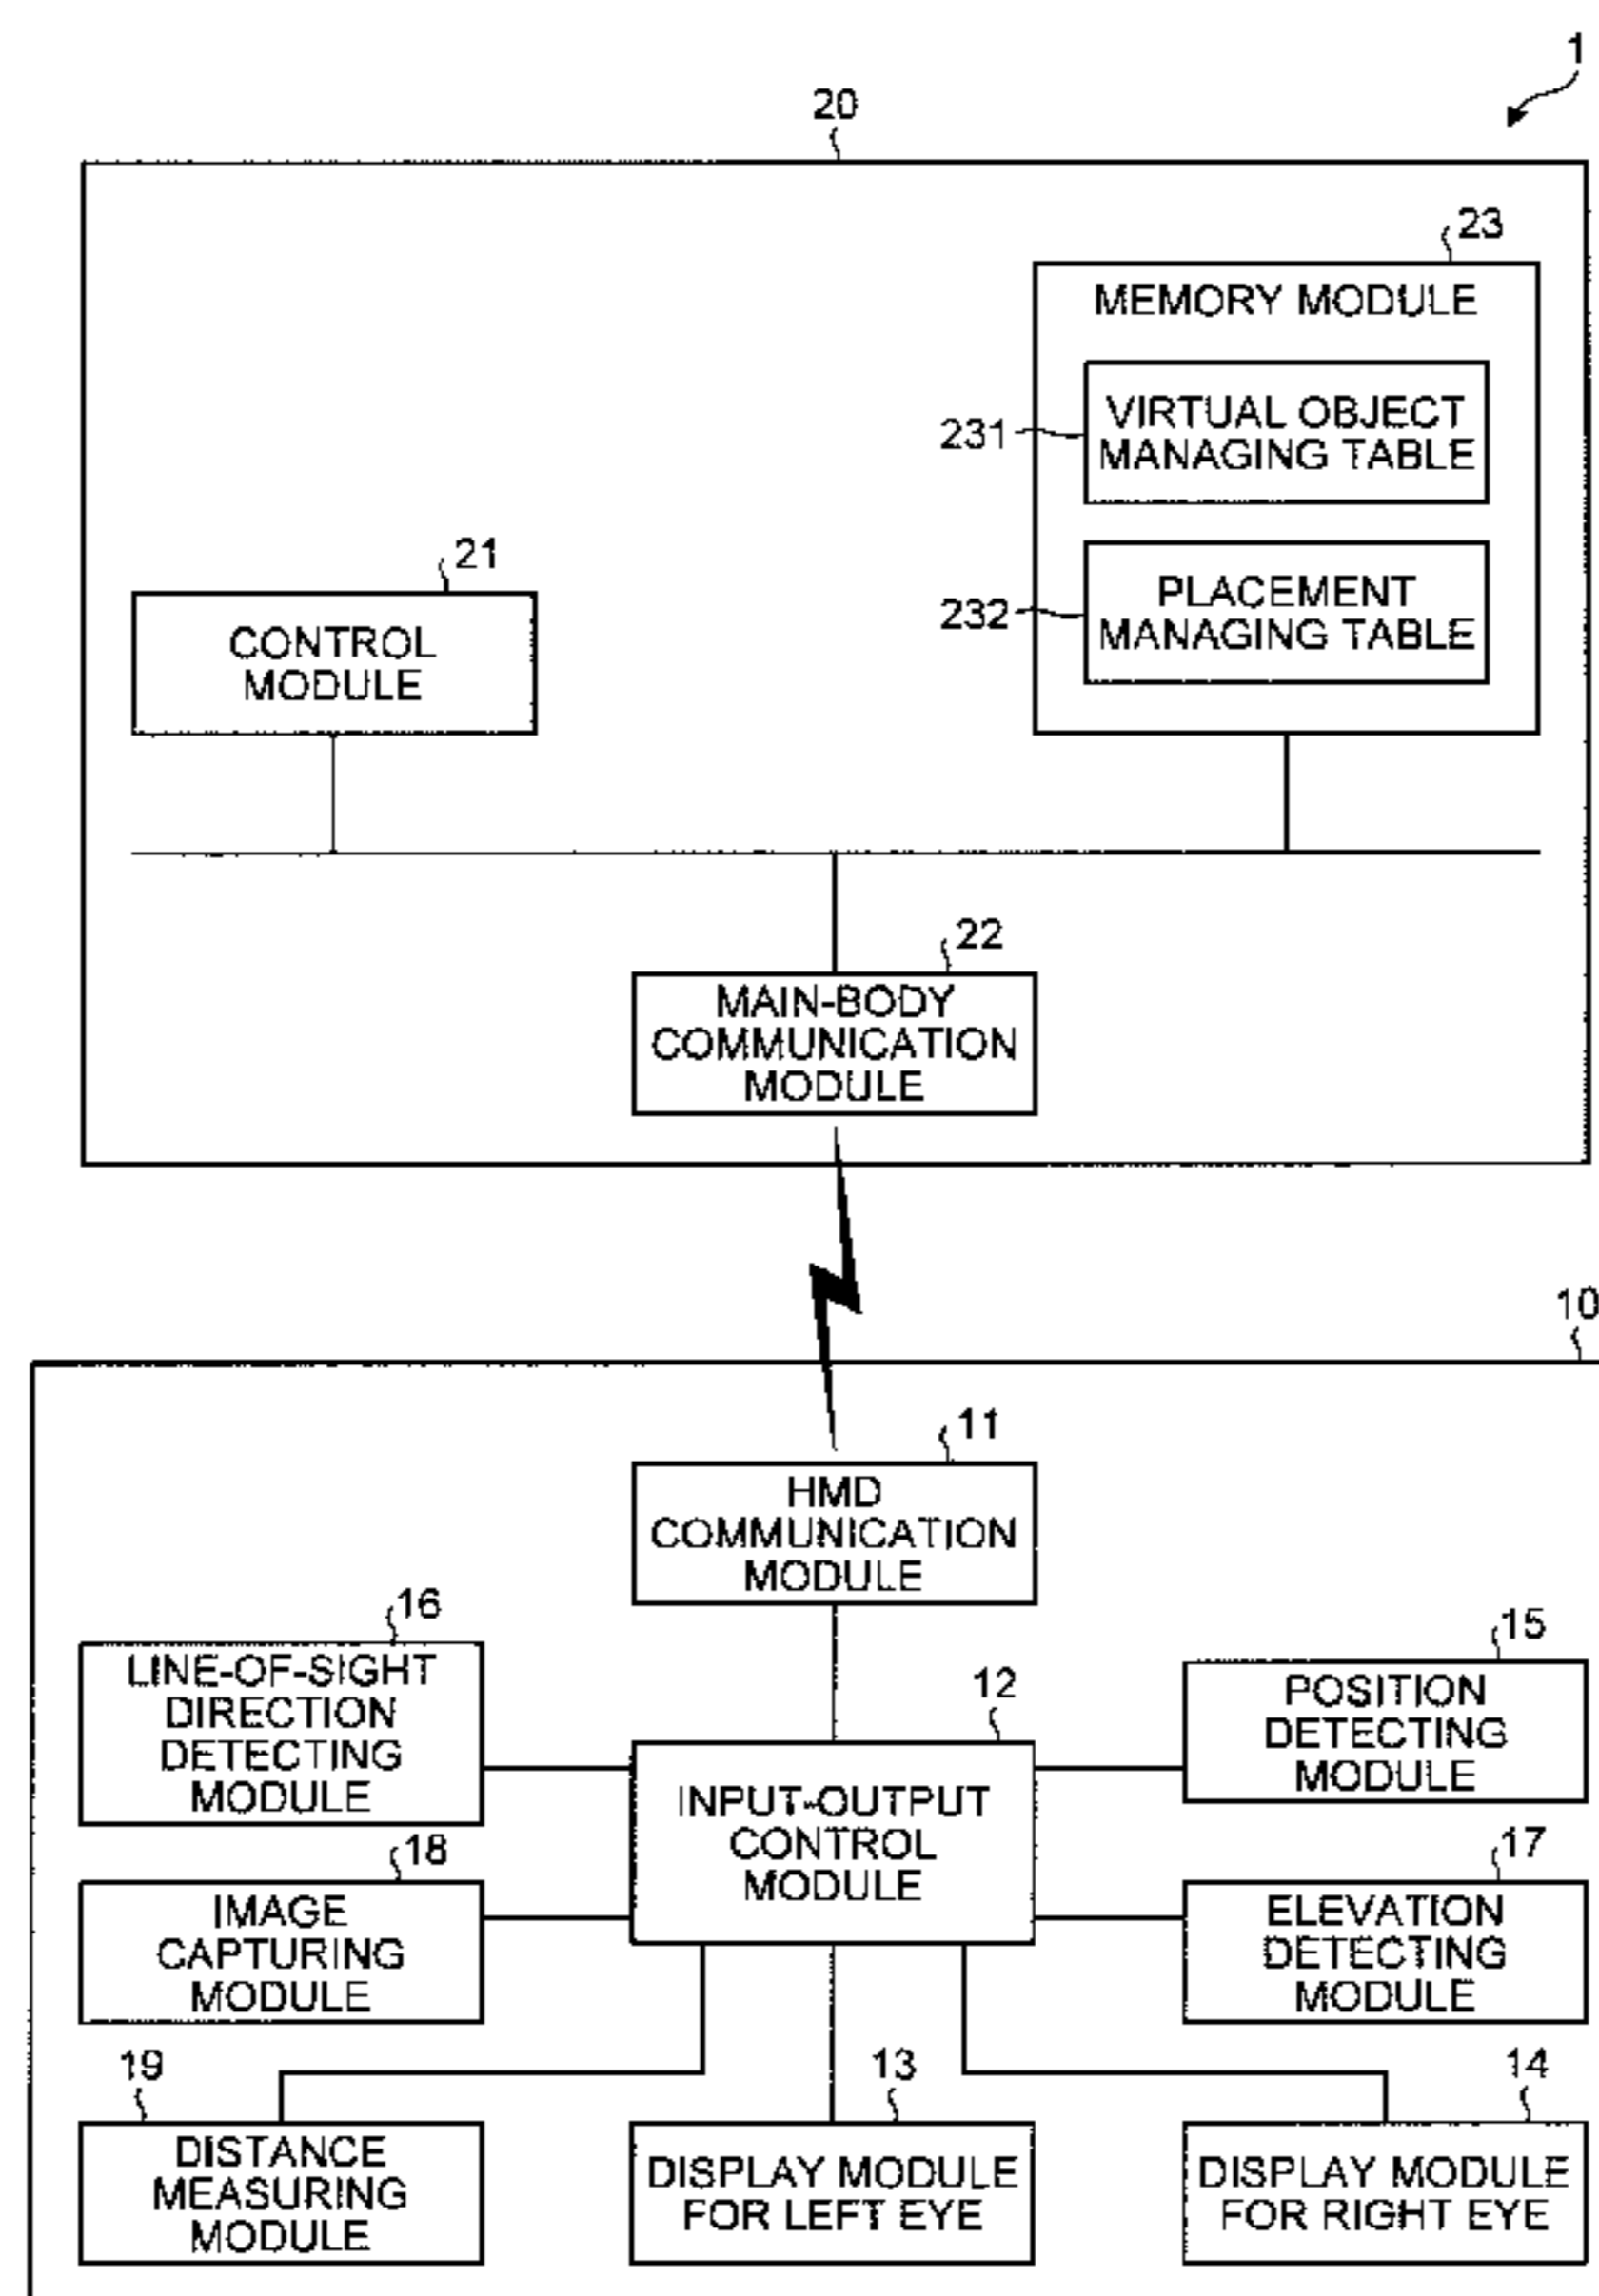 1
20
23
MEMORY MODULE
231
VIRTUAL OBJECT
MANAGING TABLE
232
PLACEMENT
MANAGING TABLE
21
CONTROL
MODULE
22
MAIN-BODY
COMMUNICATION
MODULE
10
11
HMD
COMMUNICATION
MODULE
16
LINE-OF-SIGHT
DIRECTION
DETECTING
MODULE
12
INPUT-OUTPUT
CONTROL
MODULE
15
POSITION
DETECTING
MODULE
18
IMAGE
CAPTURING
MODULE
17
ELEVATION
DETECTING
MODULE
19
DISTANCE
MEASURING
MODULE
13
DISPLAY MODULE
FOR LEFT EYE
14
DISPLAY MODULE
FOR RIGHT EYE